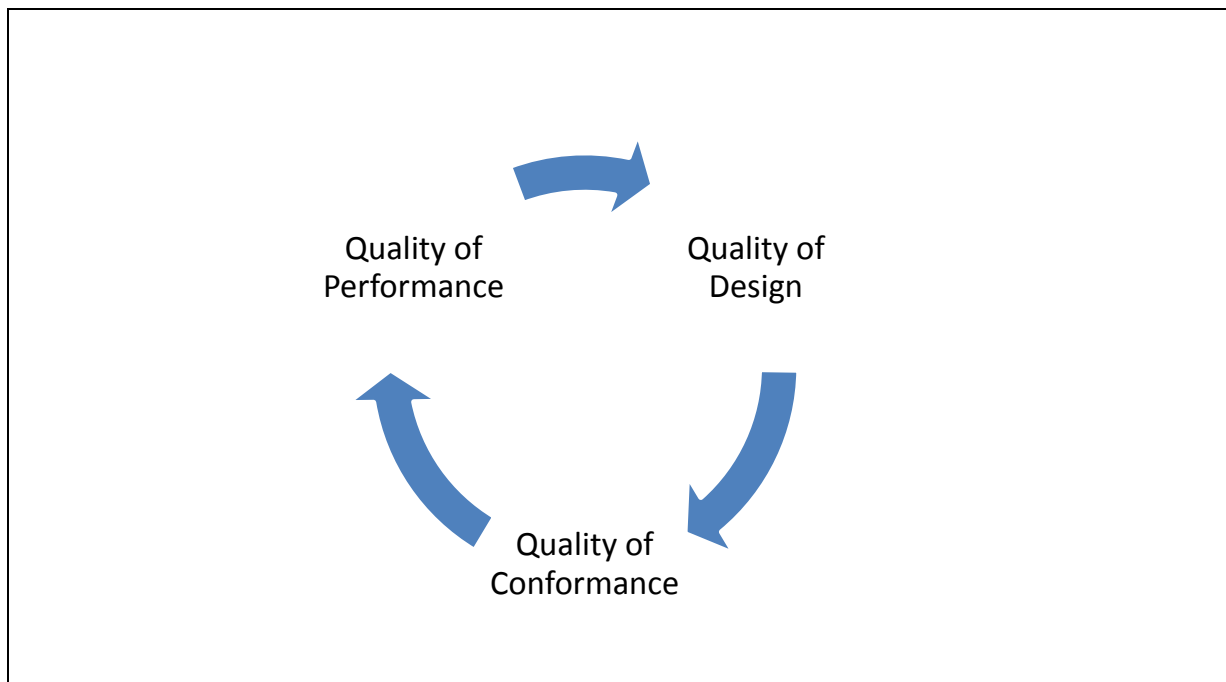 Quality of
Performance
Quality of
Design
Quality of
Conformance